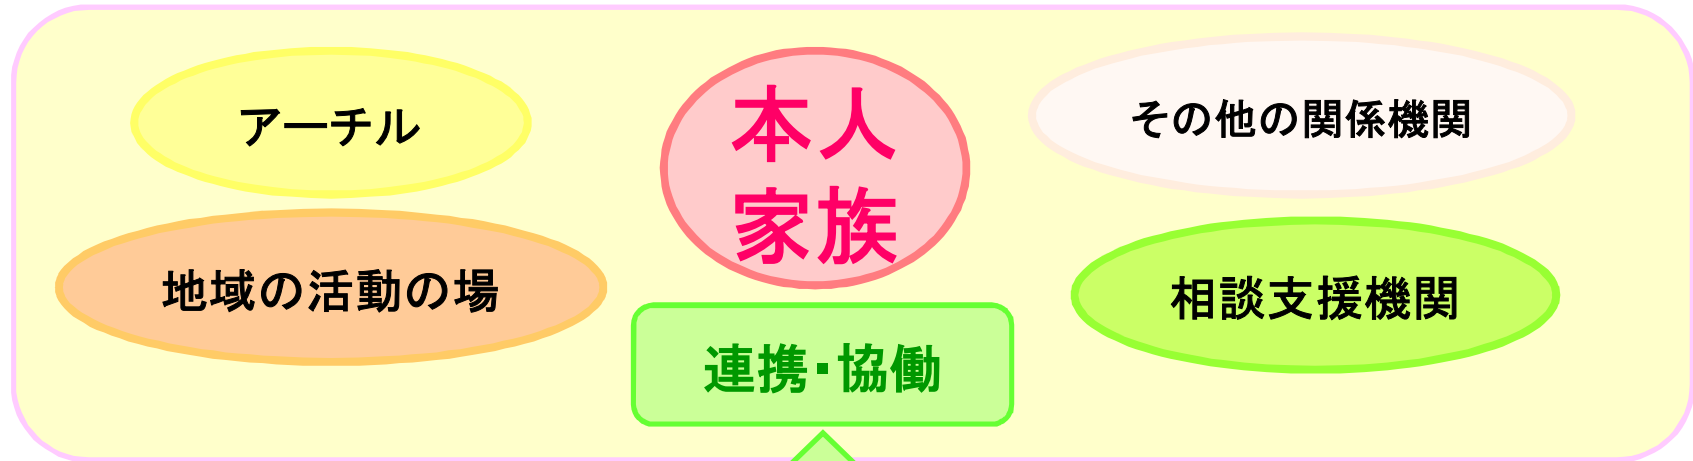 アーチル
地域の活動の場
本人
家族
連携・協働
その他の関係機関
相談支援機関